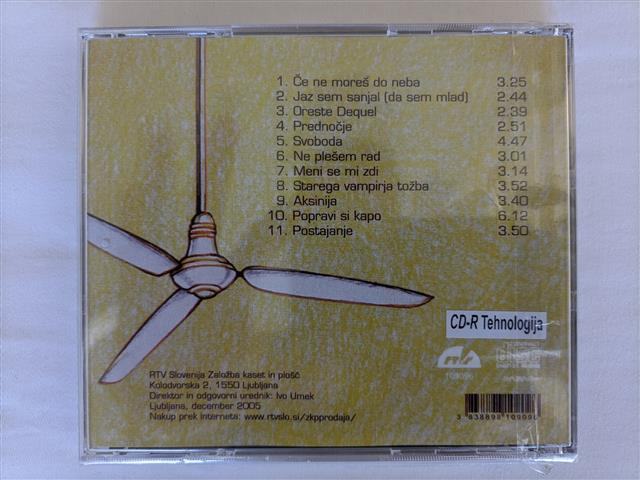 1. Če ne moreš do neba 3.25
2. Jaz sem sanjal (da sem mlad) 2.44
3. Oreste Dequel 2.39
4. Prednočje 2.51
5. Svoboda 4.47
6. Ne plešem rad 3.01
7. Meni se mi zdi 3.14
8. Starega vampirja tožba 3.52
9. Aksinija 3.40
10. Popravi si kapo 6.12
11. Postajanje 3.50
CD-R Tehnologija
RTV Slovenija Založba kaset in plošč
Kolodvorska 2, 1550 Ljubljana
Direktor in odgovorni urednik: Ivo Umek
Ljubljana, december 2005
Nakup prek interneta: www.rtvslo.si/zkpprodaja/